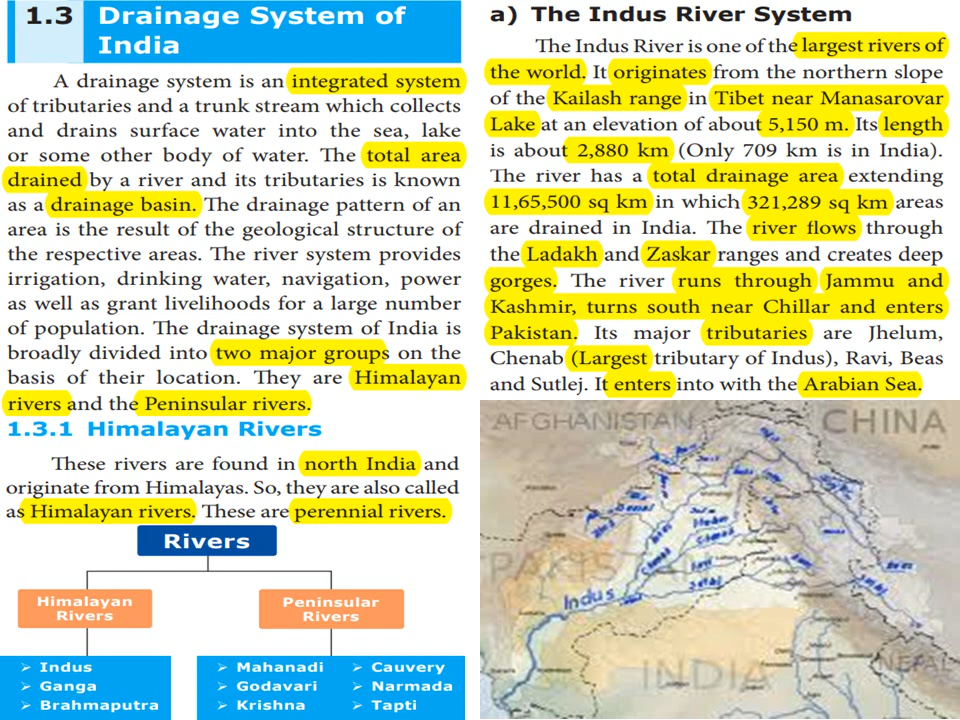 1.3 Drainage System of
India
A drainage system is an integrated system
of tributaries and a trunk stream which collects
and drains surface water into the sea, lake
or some other body of water. The total area
drained by a river and its tributaries is known
as a drainage basin. The drainage pattern of an
area is the result of the geological structure of
the respective areas. The river system provides
irrigation, drinking water, navigation, power
as well as grant livelihoods for a large number
of population. The drainage system of India is
broadly divided into two major groups on the
basis of their location. They are Himalayan
rivers and the Peninsular rivers.
1.3.1 Himalayan Rivers
These rivers are found in north India and
originate from Himalayas. So, they are also called
as Himalayan rivers. These are perennial rivers.
Rivers
Himalayan
Rivers
Peninsular
Rivers
➢ Indus
➢ Ganga
➢ Brahmaputra
➢ Mahanadi
➢ Godavari
➢ Krishna
➢ Cauvery
➢ Narmada
➢ Tapti
a) The Indus River System
The Indus River is one of the largest rivers of
the world. It originates from the northern slope
of the Kailash range in Tibet near Manasarovar
Lake at an elevation of about 5,150 m. Its length
is about 2,880 km (Only 709 km is in India).
The river has a total drainage area extending
11,65,500 sq km in which 321,289 sq km areas
are drained in India. The river flows through
the Ladakh and Zaskar ranges and creates deep
gorges. The river runs through Jammu and
Kashmir, turns south near Chillar and enters
Pakistan. Its major tributaries are Jhelum,
Chenab (Largest tributary of Indus), Ravi, Beas
and Sutlej. It enters into with the Arabian Sea.
AFGHANISTAN
CHINA
PAKISTAN
Indus
INDIA
NEPAL